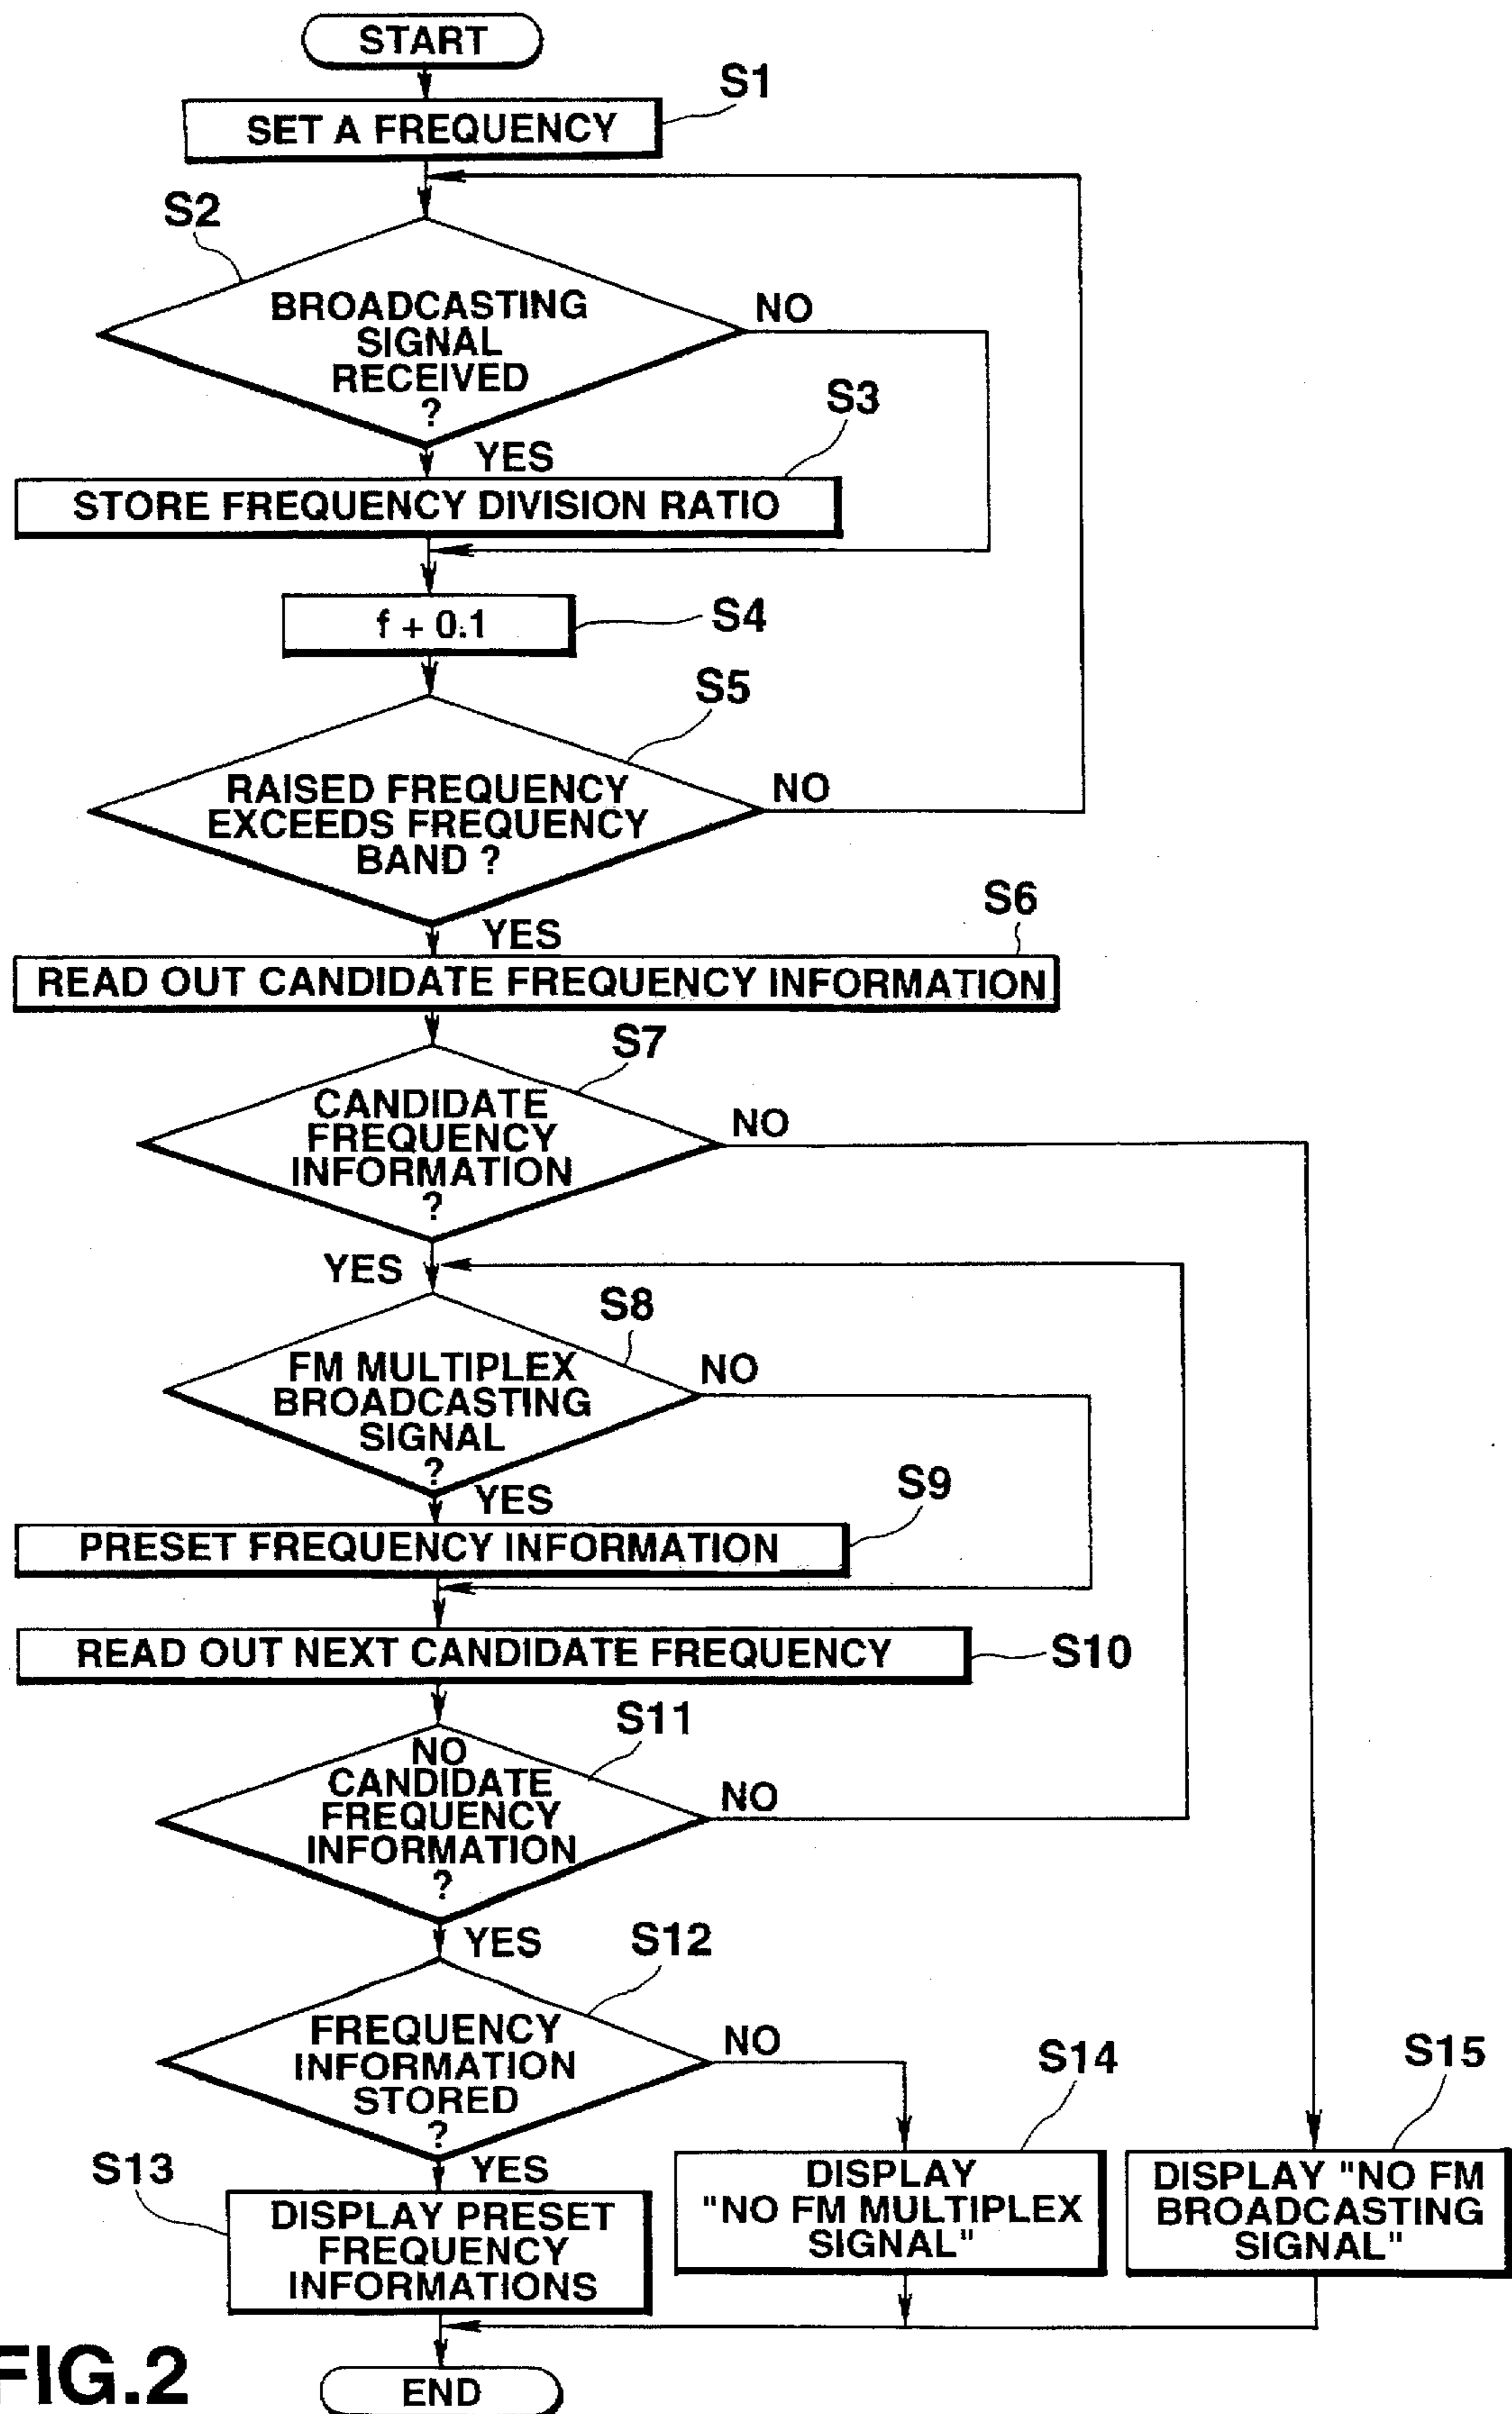 START
S1
SET A FREQUENCY
S2
BROADCASTING
SIGNAL
RECEIVED
?
NO
YES
S3
STORE FREQUENCY DIVISION RATIO
f + 0.1
S4
S5
RAISED FREQUENCY
EXCEEDS FREQUENCY
BAND ?
NO
YES
S6
READ OUT CANDIDATE FREQUENCY INFORMATION
S7
CANDIDATE
FREQUENCY
INFORMATION
?
NO
YES
S8
FM MULTIPLEX
BROADCASTING
SIGNAL
?
NO
YES
S9
PRESET FREQUENCY INFORMATION
READ OUT NEXT CANDIDATE FREQUENCY
S10
S11
NO
CANDIDATE
FREQUENCY
INFORMATION
?
NO
YES
S12
FREQUENCY
INFORMATION
STORED
?
NO
YES
S13
DISPLAY PRESET
FREQUENCY
INFORMATIONS
S14
DISPLAY
"NO FM MULTIPLEX
SIGNAL"
S15
DISPLAY "NO FM
BROADCASTING
SIGNAL"
END
FIG.2